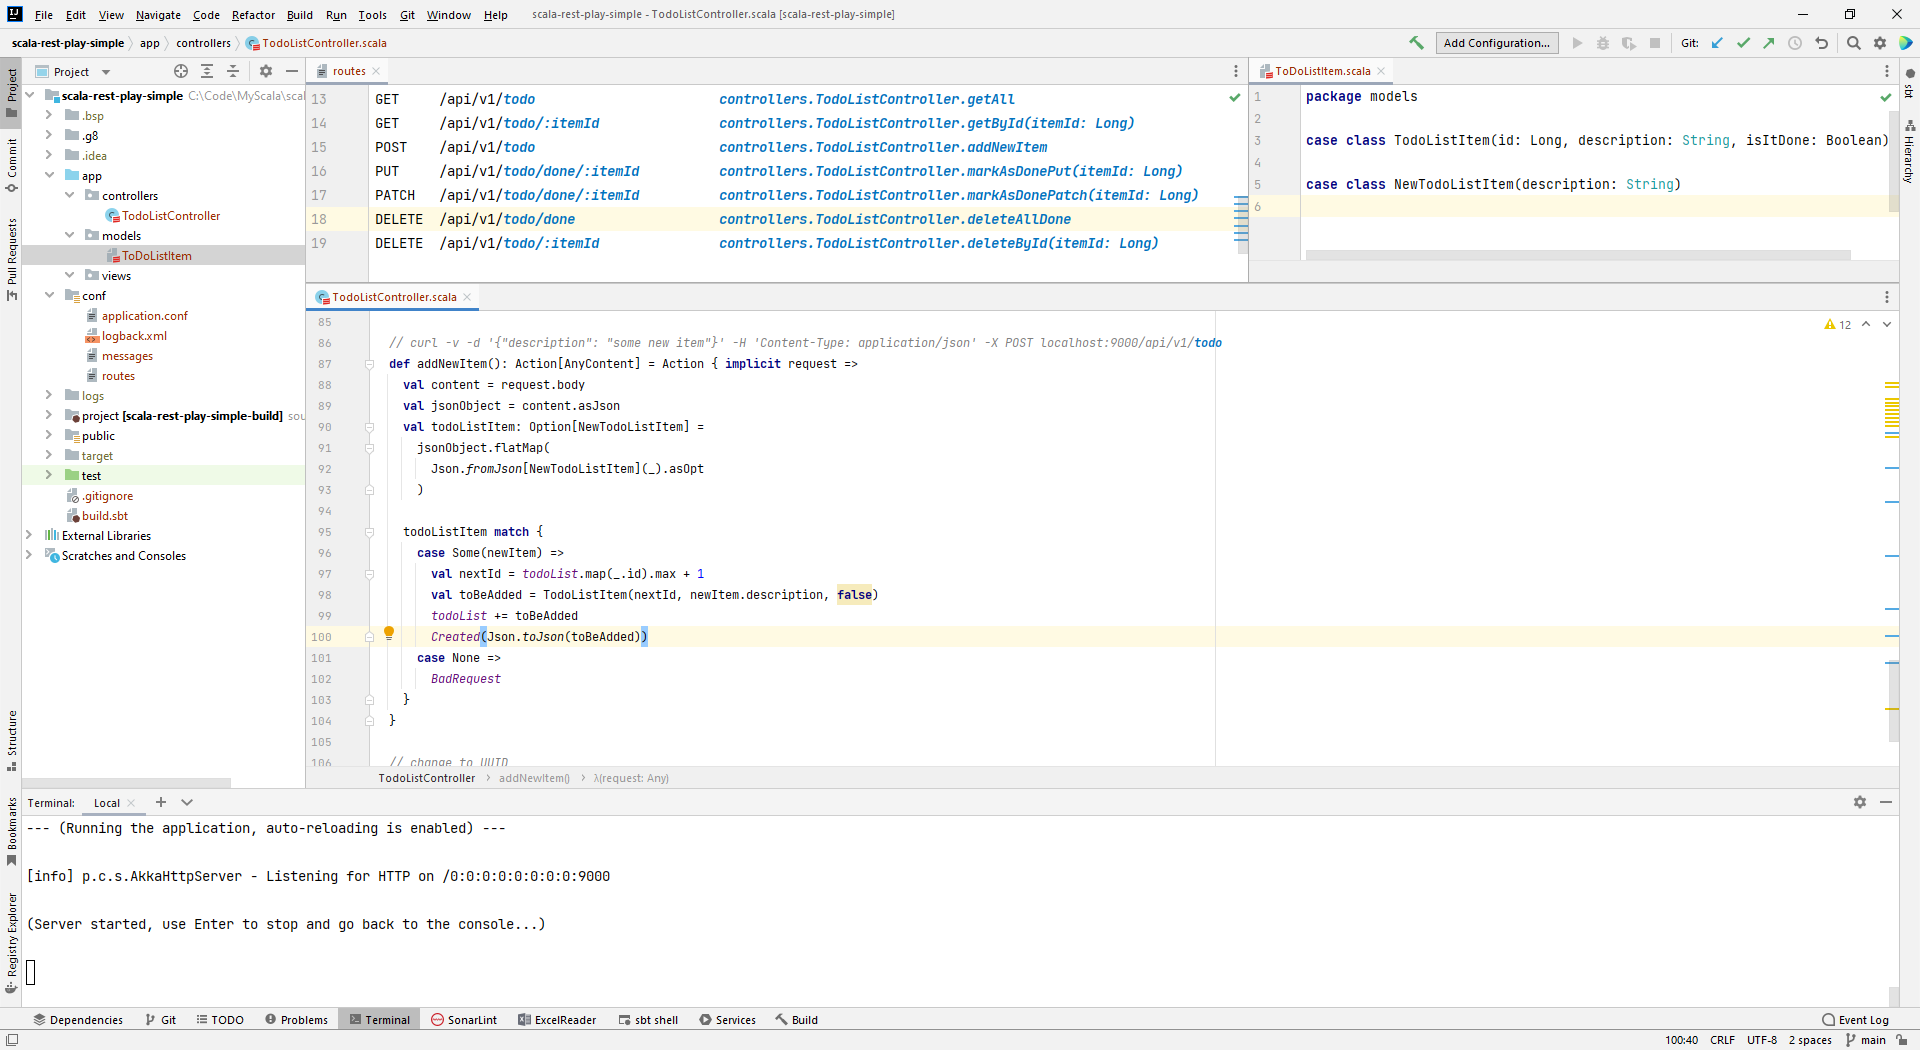 File Edit View Navigate Code Refactor Build Run Tools Git Window Help scala-rest-play-simple - TodoListController.scala [scala-rest-play-simple]
scala-rest-play-simple app controllers TodoListController.scala Add Configuration... Git:
Project
Commit
Pull Requests
Structure
Bookmarks
Registry Explorer
Project
scala-rest-play-simple C:\Code\MyScala\scal
.bsp
.g8
.idea
app
controllers
TodoListController
models
ToDoListItem
views
conf
application.conf
logback.xml
messages
routes
logs
project [scala-rest-play-simple-build] sou
public
target
test
.gitignore
build.sbt
External Libraries
Scratches and Consoles
routes
13 GET /api/v1/todo controllers.TodoListController.getAll
14 GET /api/v1/todo/:itemId controllers.TodoListController.getById(itemId: Long)
15 POST /api/v1/todo controllers.TodoListController.addNewItem
16 PUT /api/v1/todo/done/:itemId controllers.TodoListController.markAsDonePut(itemId: Long)
17 PATCH /api/v1/todo/done/:itemId controllers.TodoListController.markAsDonePatch(itemId: Long)
18 DELETE /api/v1/todo/done controllers.TodoListController.deleteAllDone
19 DELETE /api/v1/todo/:itemId controllers.TodoListController.deleteById(itemId: Long)
ToDoListItem.scala
1 package models
2
3 case class TodoListItem(id: Long, description: String, isItDone: Boolean)
4
5 case class NewTodoListItem(description: String)
6
sbt
Hierarchy
TodoListController.scala
12
85
86 // curl -v -d '{"description": "some new item"}' -H 'Content-Type: application/json' -X POST localhost:9000/api/v1/todo
87 def addNewItem(): Action[AnyContent] = Action { implicit request =>
88 val content = request.body
89 val jsonObject = content.asJson
90 val todoListItem: Option[NewTodoListItem] =
91 jsonObject.flatMap(
92 Json.fromJson[NewTodoListItem](_).asOpt
93 )
94
95 todoListItem match {
96 case Some(newItem) =>
97 val nextId = todoList.map(_.id).max + 1
98 val toBeAdded = TodoListItem(nextId, newItem.description, false)
99 todoList += toBeAdded
100 Created(Json.toJson(toBeAdded))
101 case None =>
102 BadRequest
103 }
104 }
105
106 // change to UUID
TodoListController addNewItem() λ(request: Any)
Terminal: Local
--- (Running the application, auto-reloading is enabled) ---
[info] p.c.s.AkkaHttpServer - Listening for HTTP on /0:0:0:0:0:0:0:0:9000
(Server started, use Enter to stop and go back to the console...)
Dependencies Git TODO Problems Terminal SonarLint ExcelReader sbt shell Services Build Event Log
100:40 CRLF UTF-8 2 spaces main